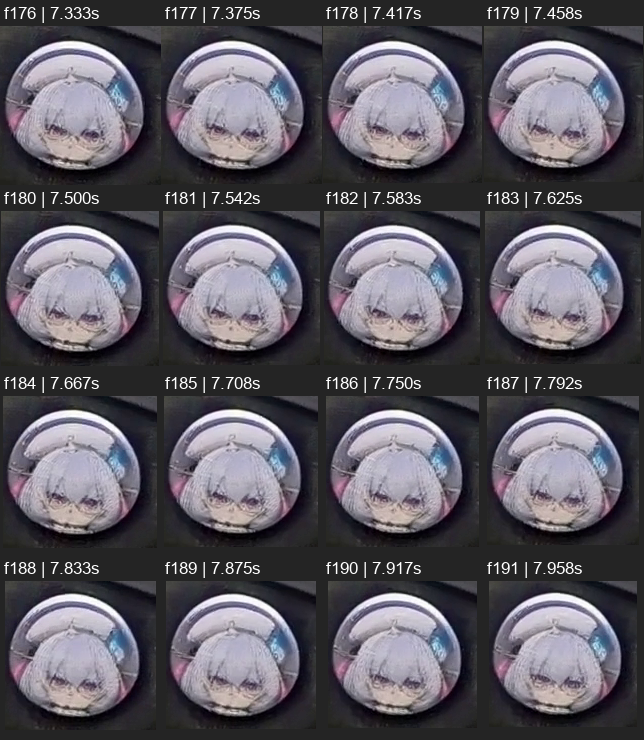 f176 | 7.333s
f177 | 7.375s
f178 | 7.417s
f179 | 7.458s
f180 | 7.500s
f181 | 7.542s
f182 | 7.583s
f183 | 7.625s
f184 | 7.667s
f185 | 7.708s
f186 | 7.750s
f187 | 7.792s
f188 | 7.833s
f189 | 7.875s
f190 | 7.917s
f191 | 7.958s